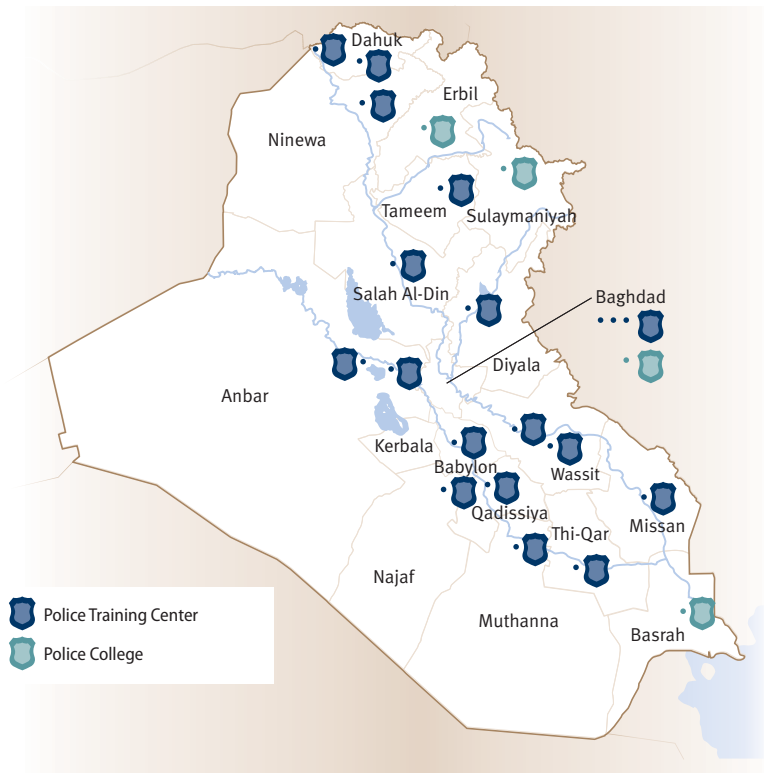 Dahuk
Erbil
Ninewa
Tameem
Sulaymaniyah
Salah Al-Din
Baghdad
Diyala
Anbar
Kerbala
Babylon
Wassit
Qadissiya
Missan
Thi-Qar
Najaf
Muthanna
Basrah
Police Training Center
Police College